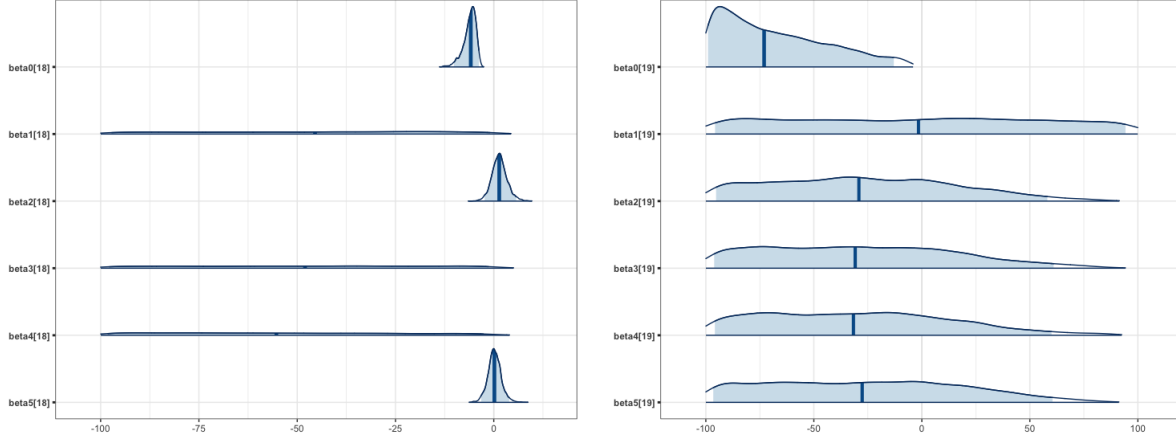 beta0[18]
beta1[18]
beta2[18]
beta3[18]
beta4[18]
beta5[18]
-100 -75 -50 -25 0
beta0[19]
beta1[19]
beta2[19]
beta3[19]
beta4[19]
beta5[19]
-100 -50 0 50 100